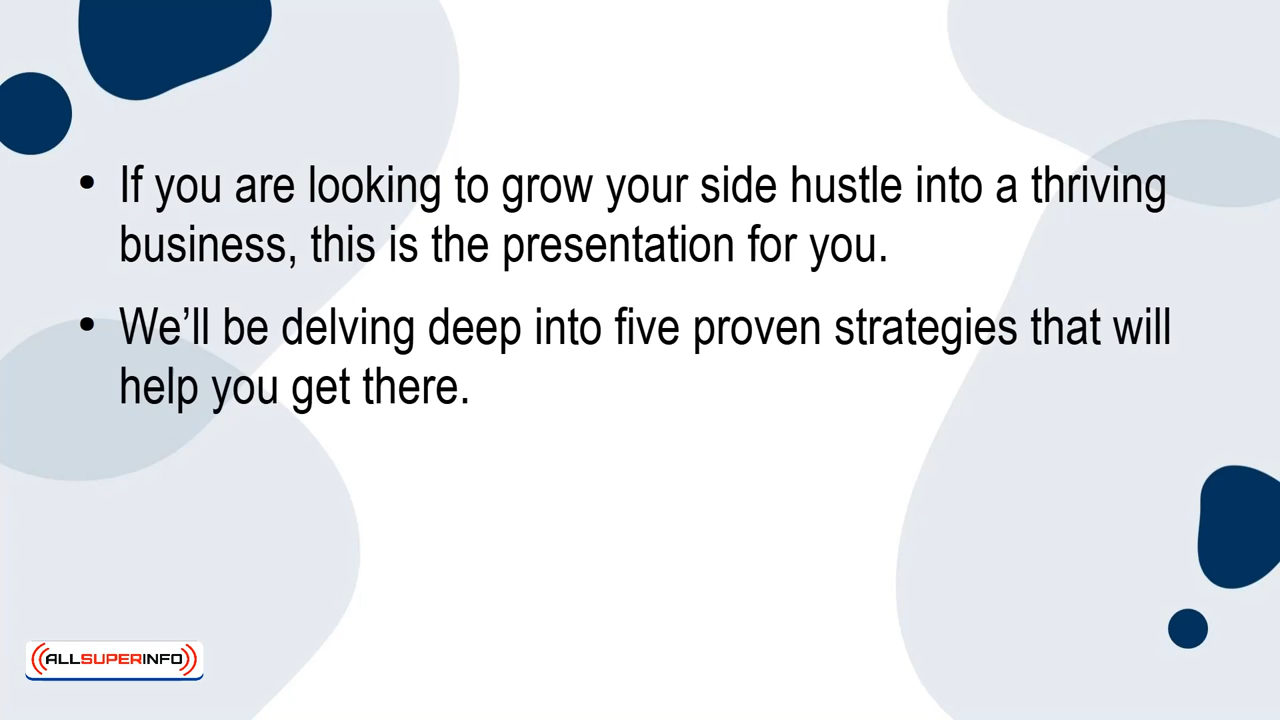 • If you are looking to grow your side hustle into a thriving
business, this is the presentation for you.
• We’ll be delving deep into five proven strategies that will
help you get there.
ALLSUPERINFO